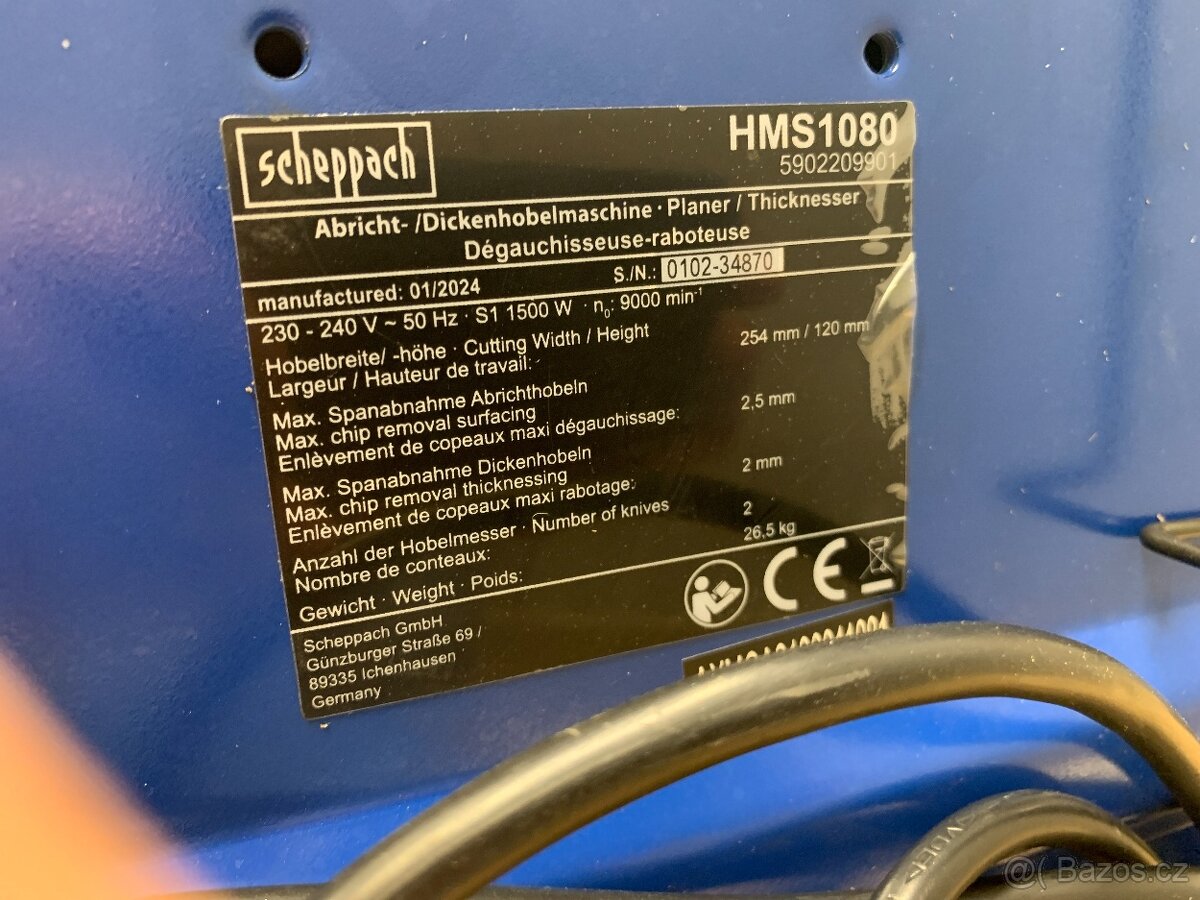 scheppach
HMS1080
5902209901
Abricht- /Dickenhobelmaschine · Planer / Thicknesser
Dégauchisseuse-raboteuse
manufactured: 01/2024
S./N.: 0102-34870
230 - 240 V ~ 50 Hz · S1 1500 W · n0: 9000 min-1
Hobelbreite/ -höhe · Cutting Width / Height
Largeur / Hauteur de travail:
254 mm / 120 mm
Max. Spanabnahme Abrichthobeln
Max. chip removal surfacing
Enlèvement de copeaux maxi dégauchissage:
2,5 mm
Max. Spanabnahme Dickenhobeln
Max. chip removal thicknessing
Enlèvement de copeaux maxi rabotage:
2 mm
Anzahl der Hobelmesser · Number of knives
Nombre de conteaux:
2
Gewicht · Weight · Poids:
26,5 kg
CE
Scheppach GmbH
Günzburger Straße 69 /
89335 Ichenhausen
Germany
@( Bazos.cz